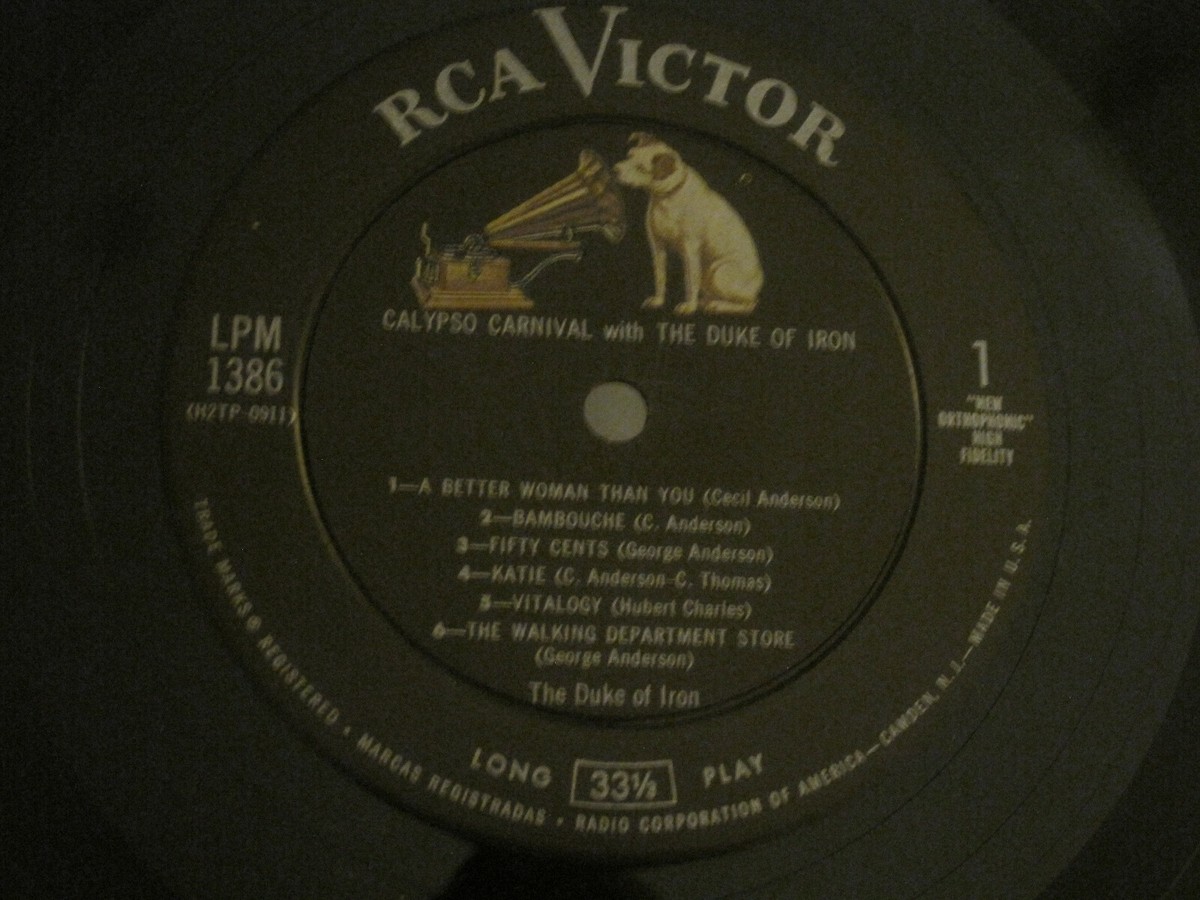 RCA VICTOR
CALYPSO CARNIVAL with THE DUKE OF IRON
LPM
1386
(H2TP-0911)
1
"NEW
ORTHOPHONIC"
HIGH
FIDELITY
1—A BETTER WOMAN THAN YOU (Cecil Anderson)
2—BAMBOUCHE (C. Anderson)
3—FIFTY CENTS (George Anderson)
4—KATIE (C. Anderson-C. Thomas)
5—VITALOGY (Hubert Charles)
6—THE WALKING DEPARTMENT STORE
(George Anderson)
The Duke of Iron
LONG 33⅓ PLAY
TRADE MARKS ® REGISTERED • MARCAS REGISTRADAS • RADIO CORPORATION OF AMERICA—CAMDEN, N.J.—MADE IN U.S.A.